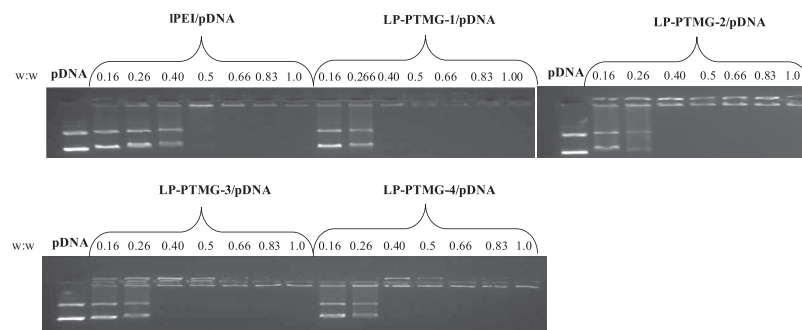 lPEI/pDNA LP-PTMG-1/pDNA LP-PTMG-2/pDNA
w:w pDNA 0.16 0.26 0.40 0.5 0.66 0.83 1.0 0.16 0.266 0.40 0.5 0.66 0.83 1.00 pDNA 0.16 0.26 0.40 0.5 0.66 0.83 1.0
LP-PTMG-3/pDNA LP-PTMG-4/pDNA
w:w pDNA 0.16 0.26 0.40 0.5 0.66 0.83 1.0 0.16 0.26 0.40 0.5 0.66 0.83 1.0